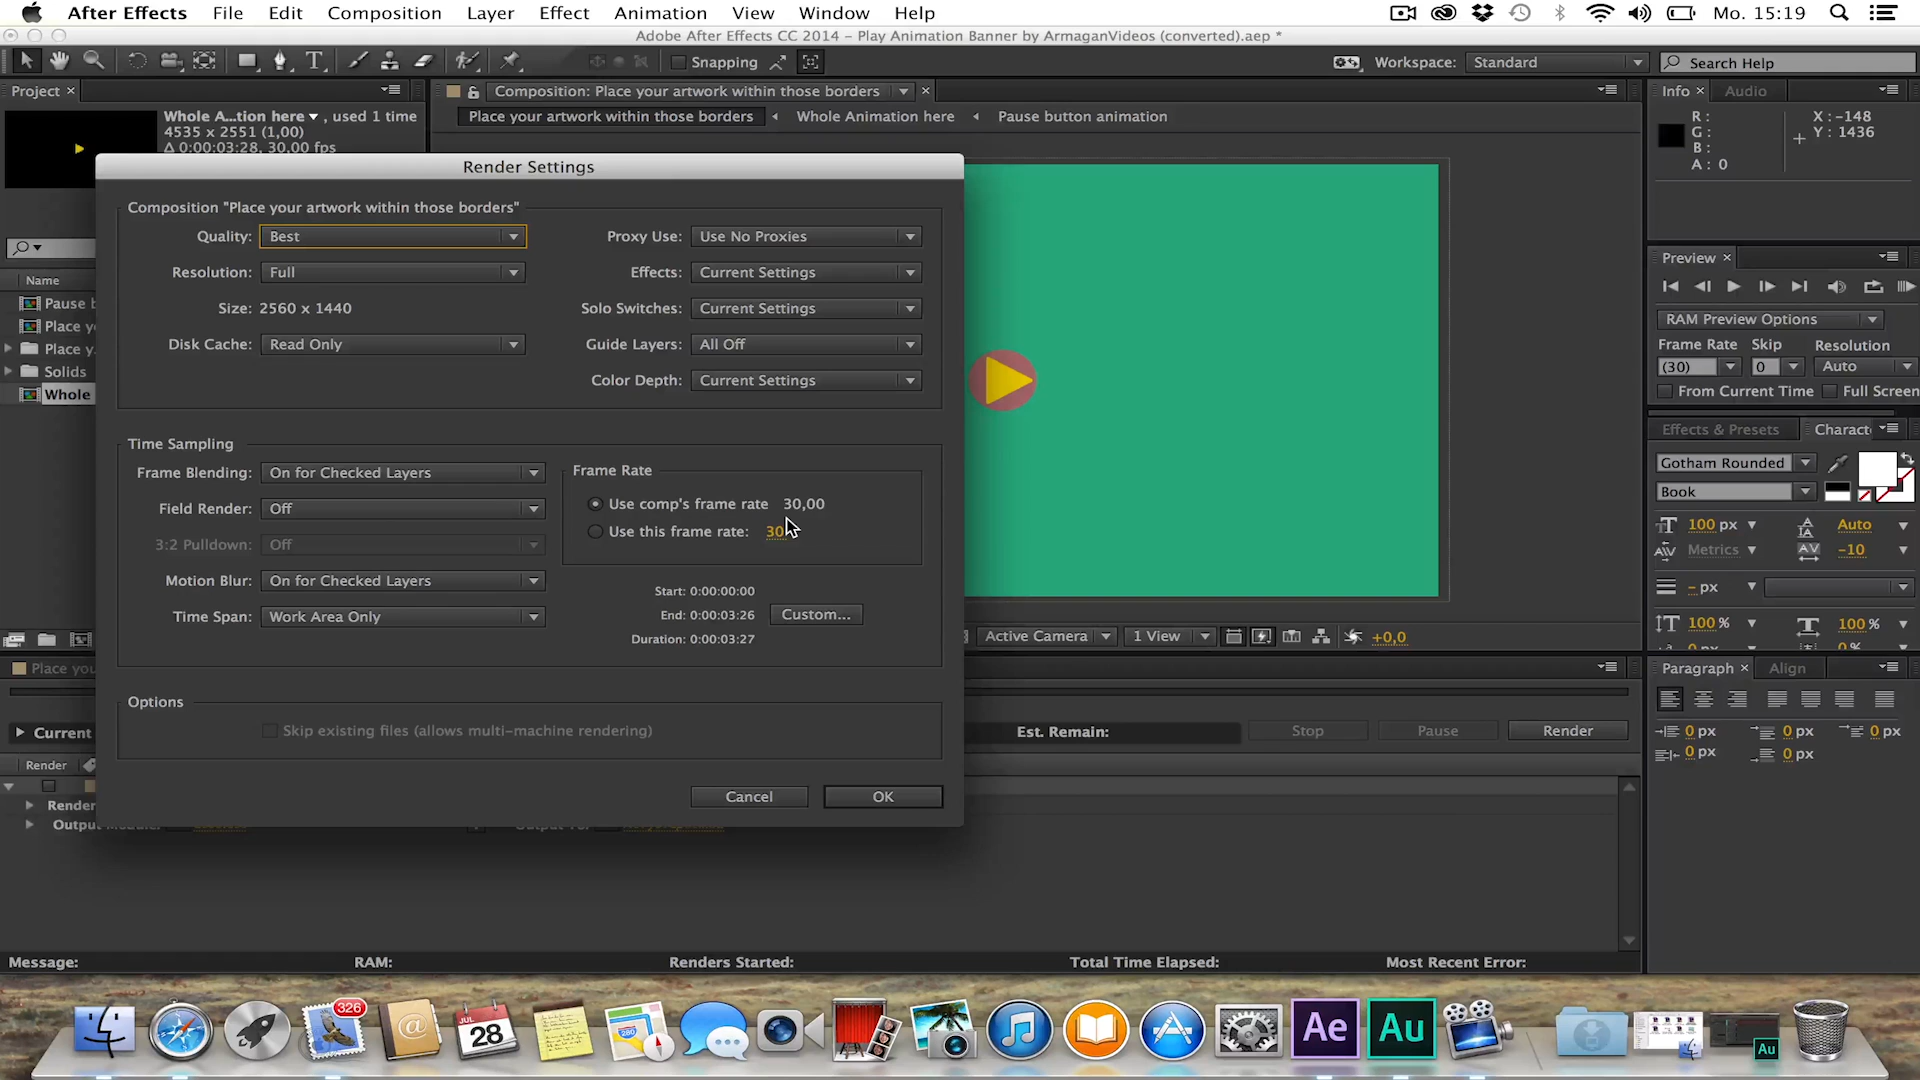 After Effects File Edit Composition Layer Effect Animation View Window Help Mo. 15:19
Adobe After Effects CC 2014 – Play Animation Banner by ArmaganVideos (converted).aep *
Snapping Workspace: Standard Search Help
Project Composition: Place your artwork within those borders Info Audio
Whole A...tion here , used 1 time
4535 x 2551 (1,00)
Δ 0:00:03:28, 30,00 fps
Place your artwork within those borders Whole Animation here Pause button animation
R: X: -148
G: Y: 1436
B:
A: 0
Render Settings
Composition "Place your artwork within those borders"
Quality: Best Proxy Use: Use No Proxies
Resolution: Full Effects: Current Settings
Size: 2560 x 1440 Solo Switches: Current Settings
Disk Cache: Read Only Guide Layers: All Off
Color Depth: Current Settings
Time Sampling
Frame Blending: On for Checked Layers
Field Render: Off
3:2 Pulldown: Off
Motion Blur: On for Checked Layers
Time Span: Work Area Only
Frame Rate
Use comp's frame rate 30,00
Use this frame rate: 30
Start: 0:00:00:00
End: 0:00:03:26 Custom...
Duration: 0:00:03:27
Options
Skip existing files (allows multi-machine rendering)
Cancel OK
Name
Pause b
Place y
Place y.
Solids
Whole
Preview
RAM Preview Options
Frame Rate Skip Resolution
(30) 0 Auto
From Current Time Full Screen
Effects & Presets Charact
Gotham Rounded
Book
100 px Auto
Metrics -10
- px
100 % 100 %
0 px 0 %
Active Camera 1 View +0,0
Place you
Paragraph Align
0 px 0 px 0 px
0 px 0 px
Current Est. Remain: Stop Pause Render
Render
Render
Output Module:
Message: RAM: Renders Started: Total Time Elapsed: Most Recent Error:
326
JUL
28
280
Ae Au
Au